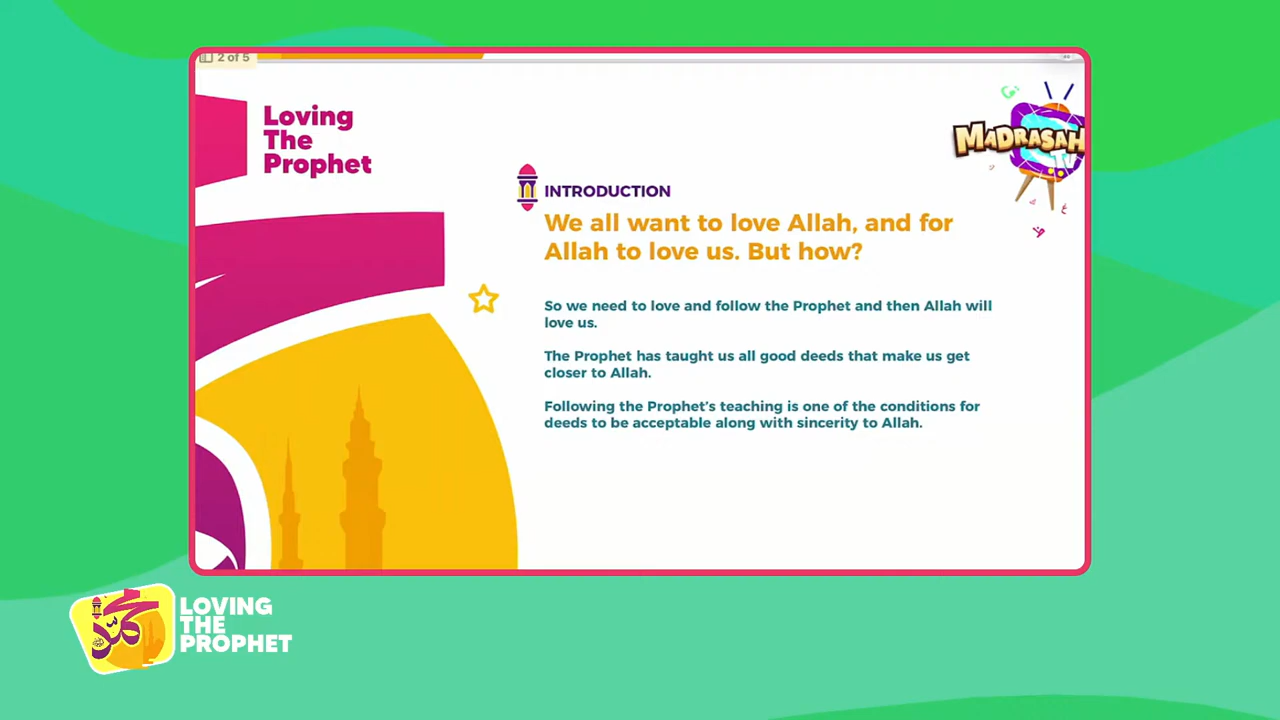 2 of 5
Loving
The
Prophet
MADRASAH
TV
INTRODUCTION
We all want to love Allah, and for
Allah to love us. But how?
So we need to love and follow the Prophet and then Allah will
love us.
The Prophet has taught us all good deeds that make us get
closer to Allah.
Following the Prophet's teaching is one of the conditions for
deeds to be acceptable along with sincerity to Allah.
محمد
LOVING
THE
PROPHET